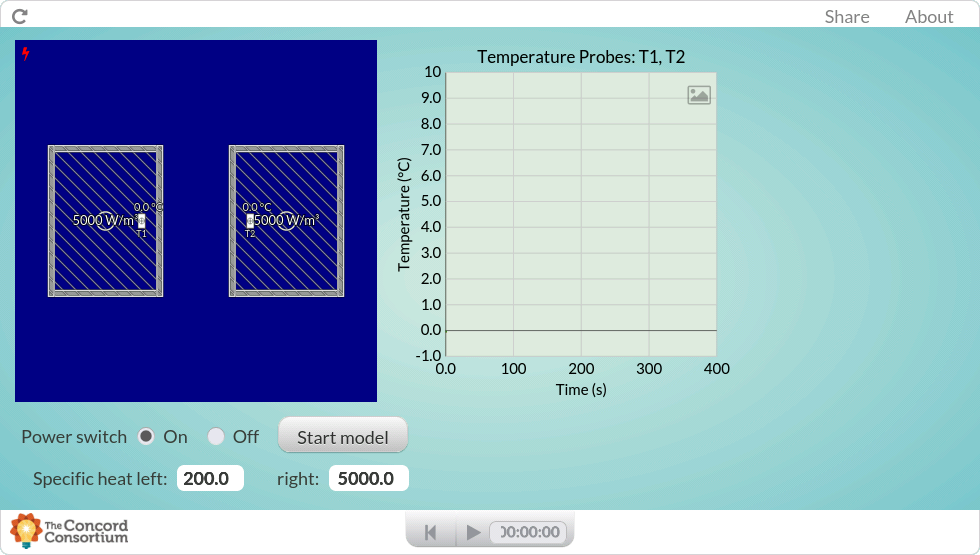 Share About
Temperature Probes: T1, T2
10
9.0
8.0
7.0
6.0
5.0
4.0
3.0
2.0
1.0
0.0
-1.0
Temperature (°C)
0.0 100 200 300 400
Time (s)
0.0 °C
5000 W/m³
T1
0.0 °C
5000 W/m³
T2
Power switch On Off Start model
Specific heat left: 200.0 right: 5000.0
The Concord Consortium
00:00:00